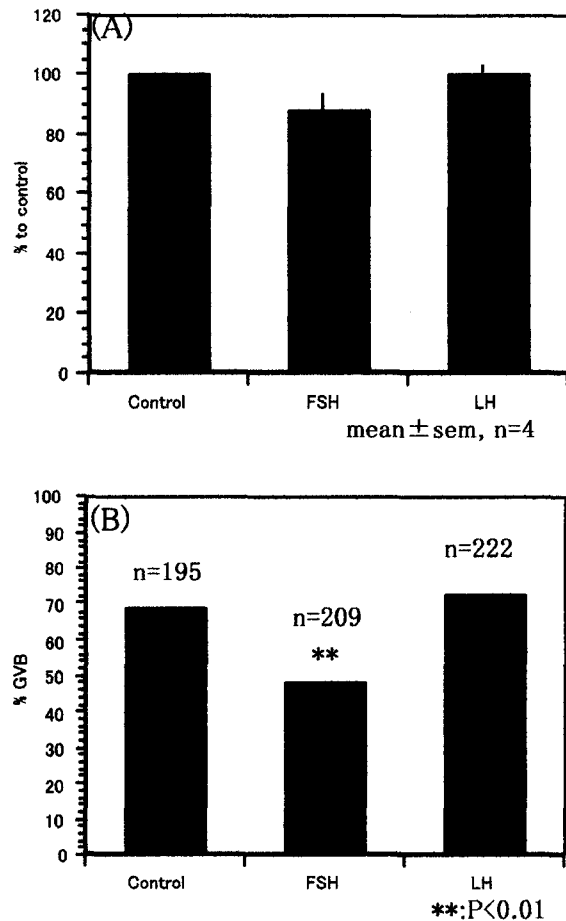 (A)
120
100
80
60
40
20
0
% to control
Control FSH LH
mean±sem, n=4
(B)
100
90
80
70
60
50
40
30
20
10
0
% GVB
n=195
n=209
**
n=222
Control FSH LH
**:P<0.01